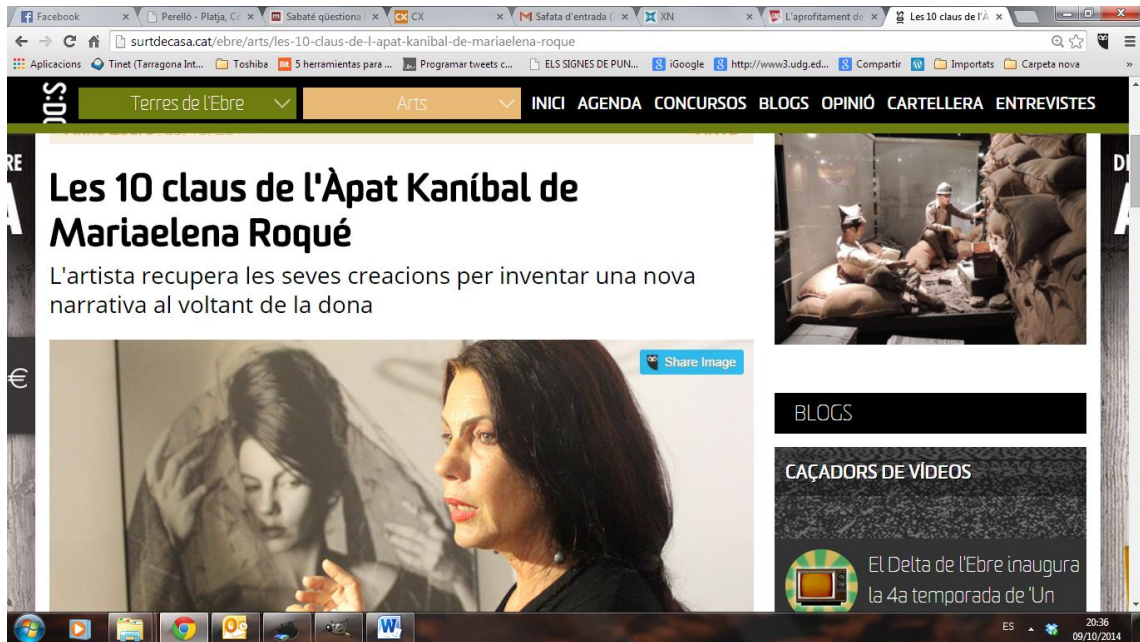 Facebook
Perelló - Platja, Cc
Sabaté qüestiona l
CX
CX
Safata d'entrada (
XN
L'aprofitament de
Les 10 claus de l'À
surtdecasa.cat/ebre/arts/les-10-claus-de-l-apat-kanibal-de-mariaelena-roque
Aplicacions
Tinet (Tarragona Int...
Toshiba
5 herramientas para ...
Programar tweets c...
ELS SIGNES DE PUN...
iGoogle
http://www3.udg.ed...
Compartir
Importats
Carpeta nova
»
S:DC
Terres de l'Ebre
Arts
INICI AGENDA CONCURSOS BLOGS OPINIÓ CARTELLERA ENTREVISTES
RE
Les 10 claus de l'Àpat Kaníbal de
Mariaelena Roqué
L'artista recupera les seves creacions per inventar una nova
narrativa al voltant de la dona
Share Image
€
BLOGS
CAÇADORS DE VÍDEOS
El Delta de l'Ebre inaugura
la 4a temporada de 'Un
ES
20:36
09/10/2014